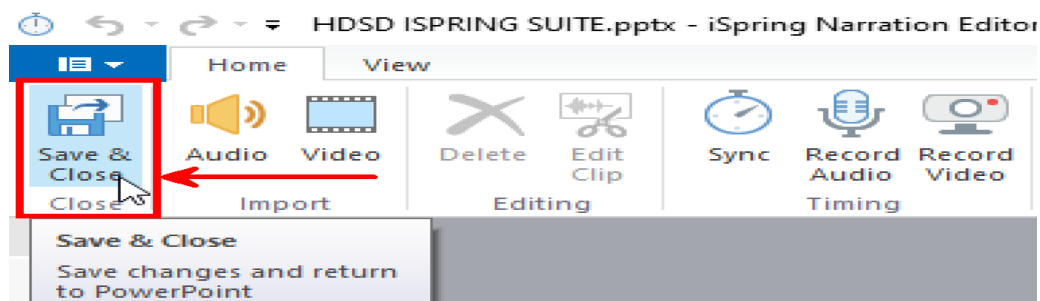 HDSD ISPRING SUITE.pptx - iSpring Narration Editor
Home View
Save & Close
Audio
Video
Delete
Edit Clip
Sync
Record Audio
Record Video
Close
Import
Editing
Timing
Save & Close
Save changes and return
to PowerPoint